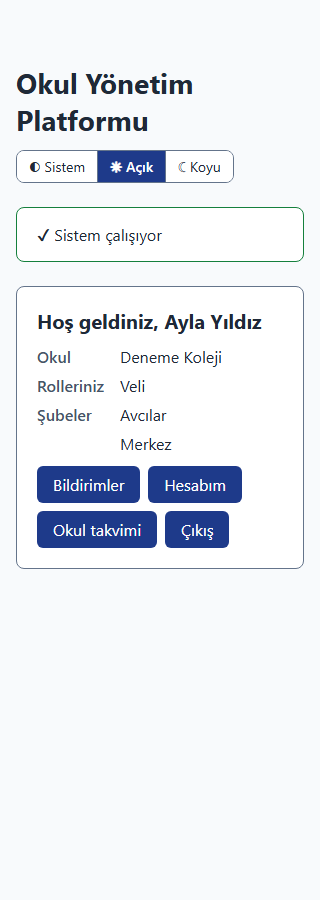 Okul Yönetim
Platformu
◐ Sistem ☀ Açık ☾ Koyu
✓ Sistem çalışıyor
Hoş geldiniz, Ayla Yıldız
Okul Deneme Koleji
Rolleriniz Veli
Şubeler Avcılar
Merkez
Bildirimler Hesabım
Okul takvimi Çıkış